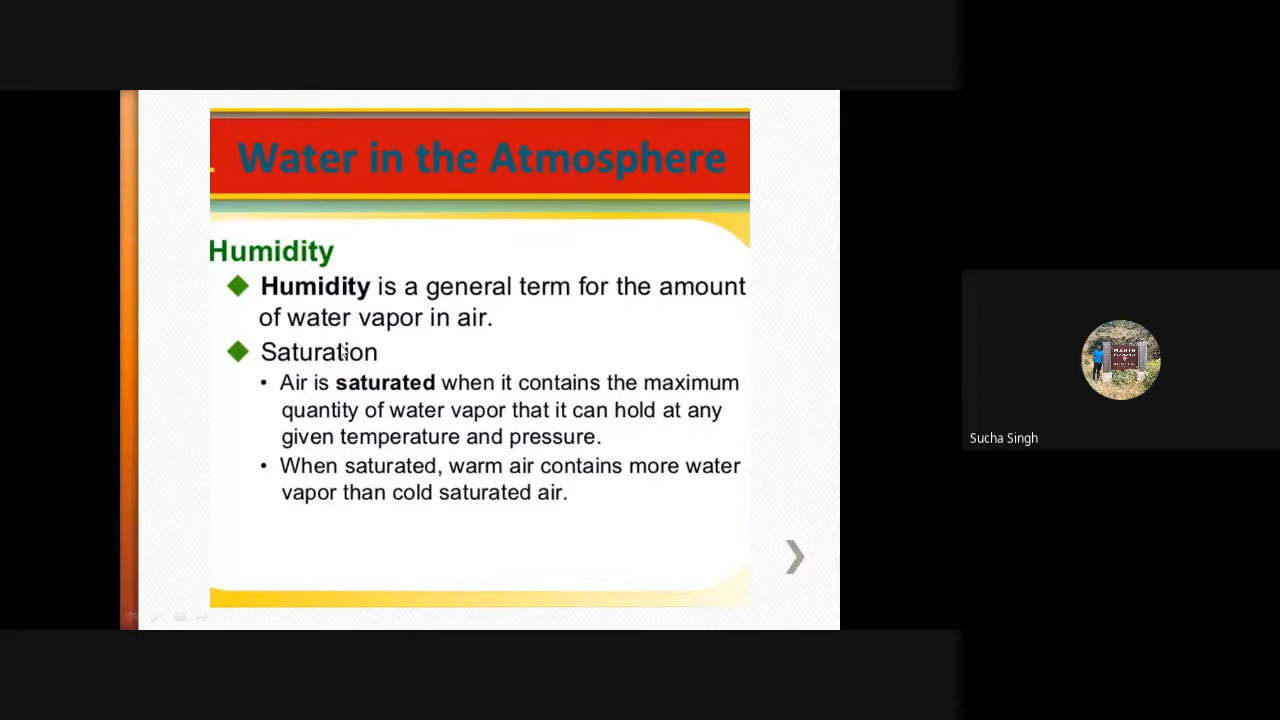 . Water in the Atmosphere
Humidity
Humidity is a general term for the amount
of water vapor in air.
Saturation
• Air is saturated when it contains the maximum
quantity of water vapor that it can hold at any
given temperature and pressure.
• When saturated, warm air contains more water
vapor than cold saturated air.
Sucha Singh